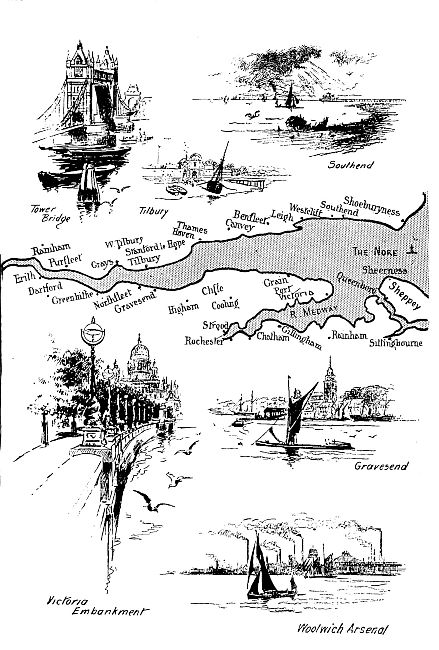 Tower
Bridge
Tilbury
Southend
Rainham
Purfleet
Erith
Dartford
Greenhithe
Grays
W. Tilbury
Stanford le Hope
Tilbury
Northfleet
Gravesend
Thames
Haven
Benfleet
Canvey
Leigh
Westcliff
Southend
Shoeburyness
THE NORE
Sheerness
Queenboro
Sheppey
Higham
Cliffe
Cooling
Grain
Port
Victoria
R. MEDWAY
Strood
Rochester
Chatham
Gillingham
Rainham
Sittingbourne
Gravesend
Victoria
Embankment
Woolwich Arsenal